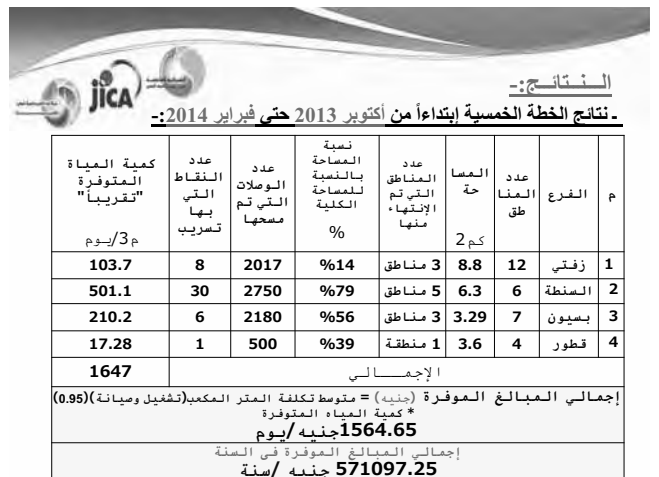 jICA
الـــنــتــائـــج:-
- نتائج الخطة الخمسية إبتداءاً من أكتوبر 2013 حتى فبراير 2014:-
م
الفرع
عدد المناطق
المساحة
كم2
عدد المناطق التي تم الإنتهاء منها
نسبة المساحة بالنسبة للمساحة الكلية
%
عدد الوصلات التي تم مسحها
عدد النقاط التي بها تسريب
كمية المياة المتوفرة "تقريباً"
م3/يوم
1 زفتي 12 8.8 3 مناطق %14 2017 8 103.7
2 السنطة 6 6.3 5 مناطق %79 2750 30 501.1
3 بسيون 7 3.29 3 مناطق %56 2180 6 210.2
4 قطور 4 3.6 1 منطقة %39 500 1 17.28
الإجمــــالي 1647
إجمالي المبالغ الموفرة (جنيه) = متوسط تكلفة المتر المكعب(تشغيل وصيانة)(0.95)
* كمية المياه المتوفرة
1564.65جنيه /يوم
إجمالي المبالغ الموفرة فى السنة
571097.25 جنيه /سنة